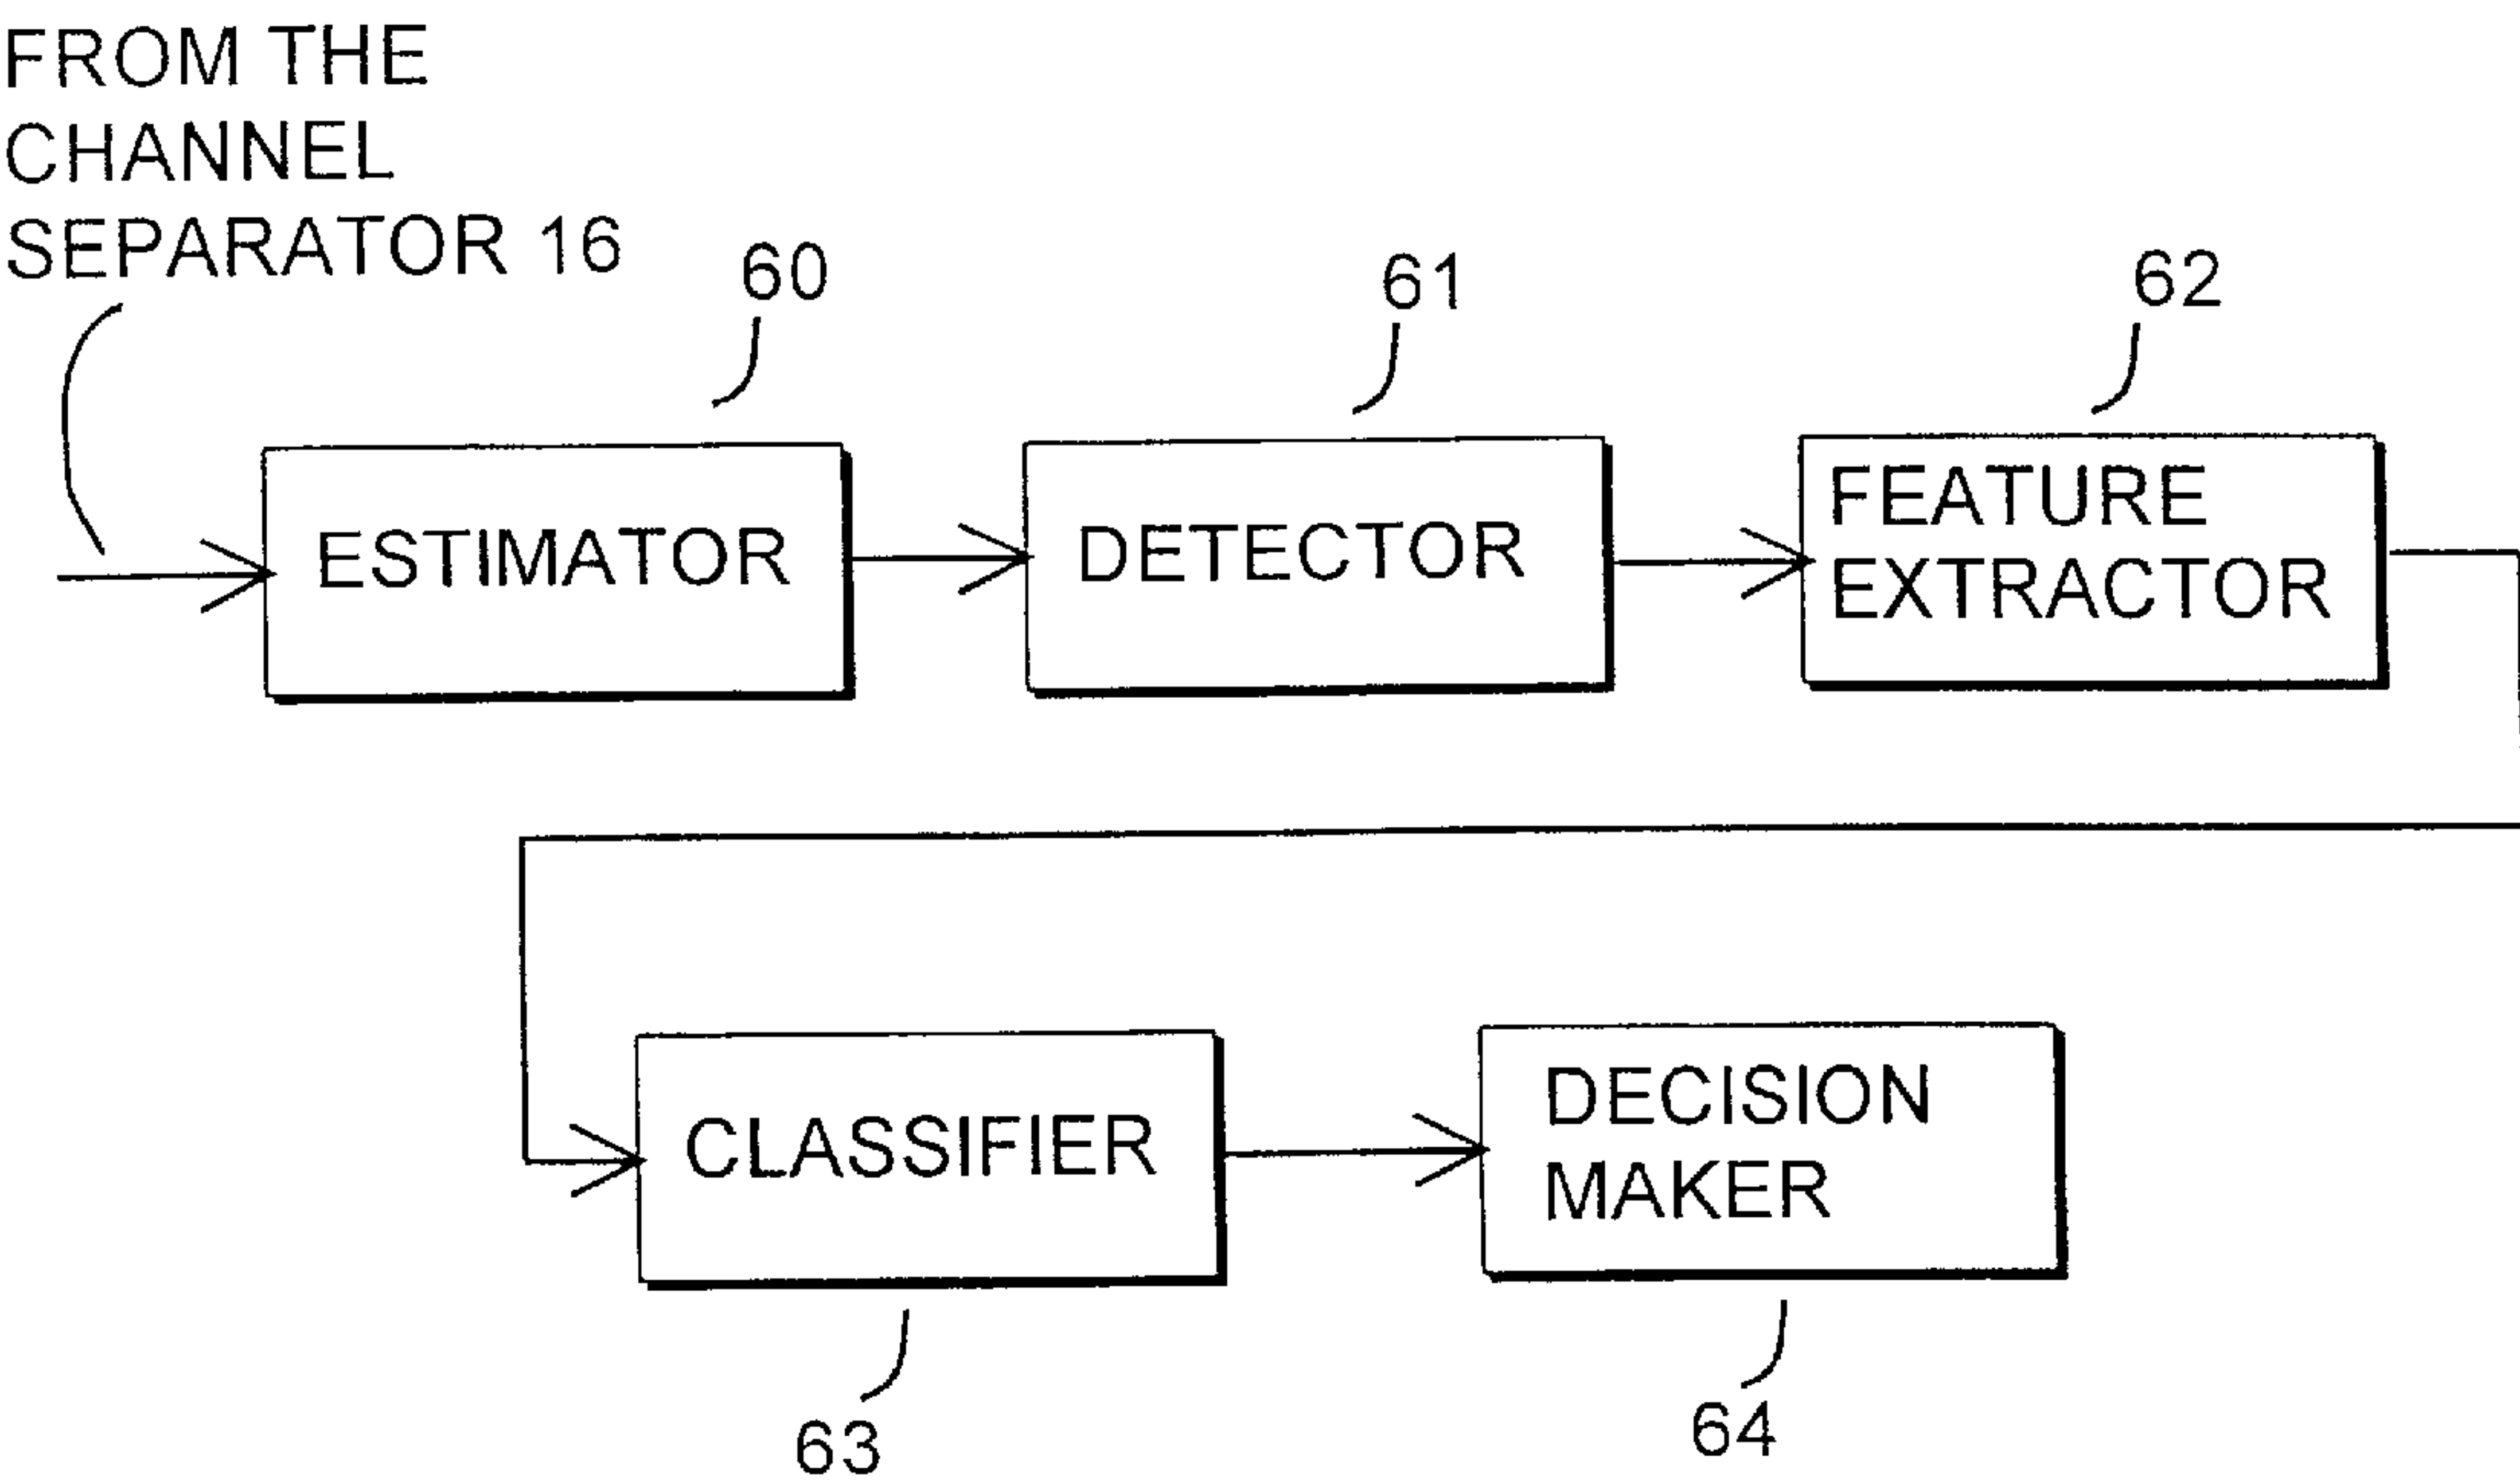 FROM THE
CHANNEL
SEPARATOR 16
60
61
62
ESTIMATOR
DETECTOR
FEATURE
EXTRACTOR
CLASSIFIER
DECISION
MAKER
63
64